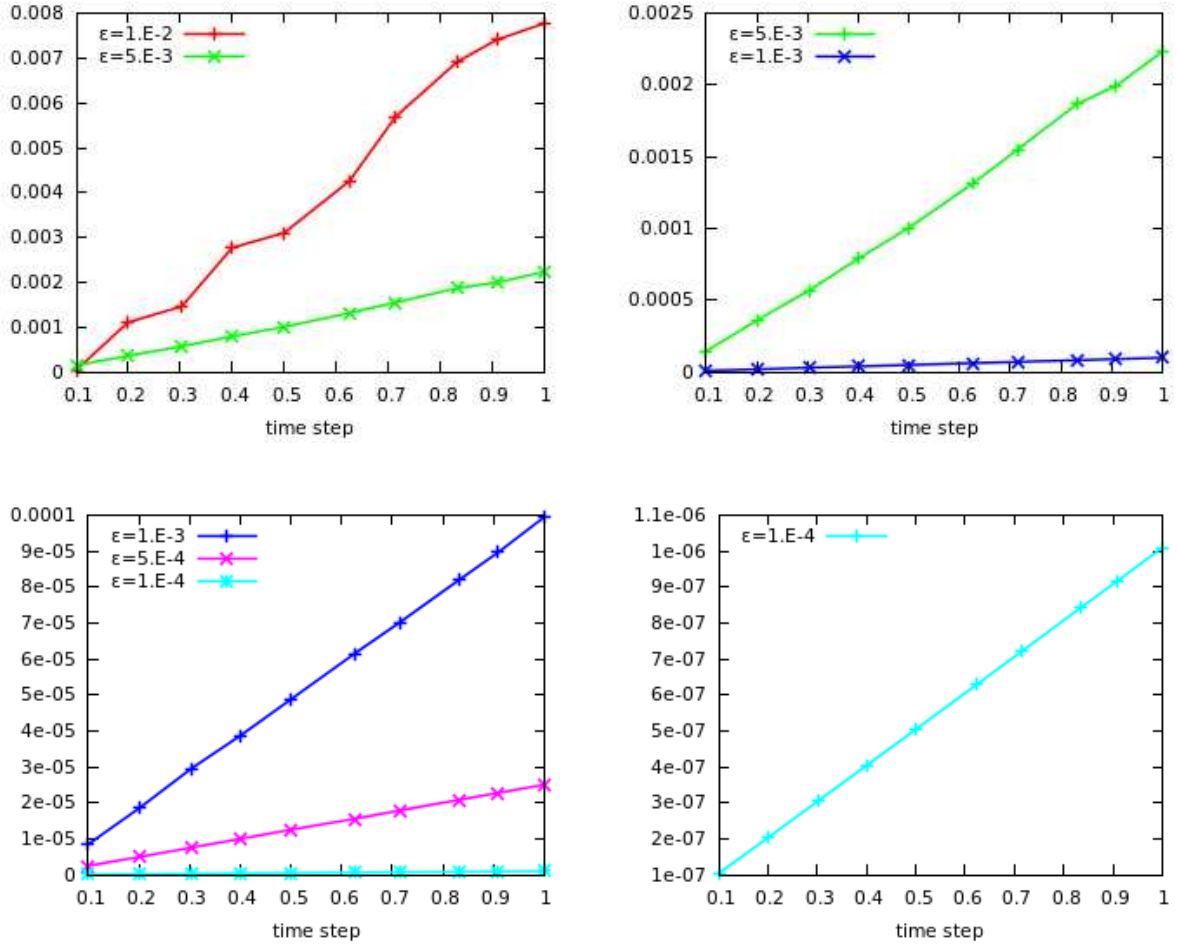 0.008
0.007
0.006
0.005
0.004
0.003
0.002
0.001
0
ε=1.E-2
ε=5.E-3
0.1 0.2 0.3 0.4 0.5 0.6 0.7 0.8 0.9 1
time step
0.0025
0.002
0.0015
0.001
0.0005
0
ε=5.E-3
ε=1.E-3
0.1 0.2 0.3 0.4 0.5 0.6 0.7 0.8 0.9 1
time step
0.0001
9e-05
8e-05
7e-05
6e-05
5e-05
4e-05
3e-05
2e-05
1e-05
0
ε=1.E-3
ε=5.E-4
ε=1.E-4
0.1 0.2 0.3 0.4 0.5 0.6 0.7 0.8 0.9 1
time step
1.1e-06
1e-06
9e-07
8e-07
7e-07
6e-07
5e-07
4e-07
3e-07
2e-07
1e-07
ε=1.E-4
0.1 0.2 0.3 0.4 0.5 0.6 0.7 0.8 0.9 1
time step